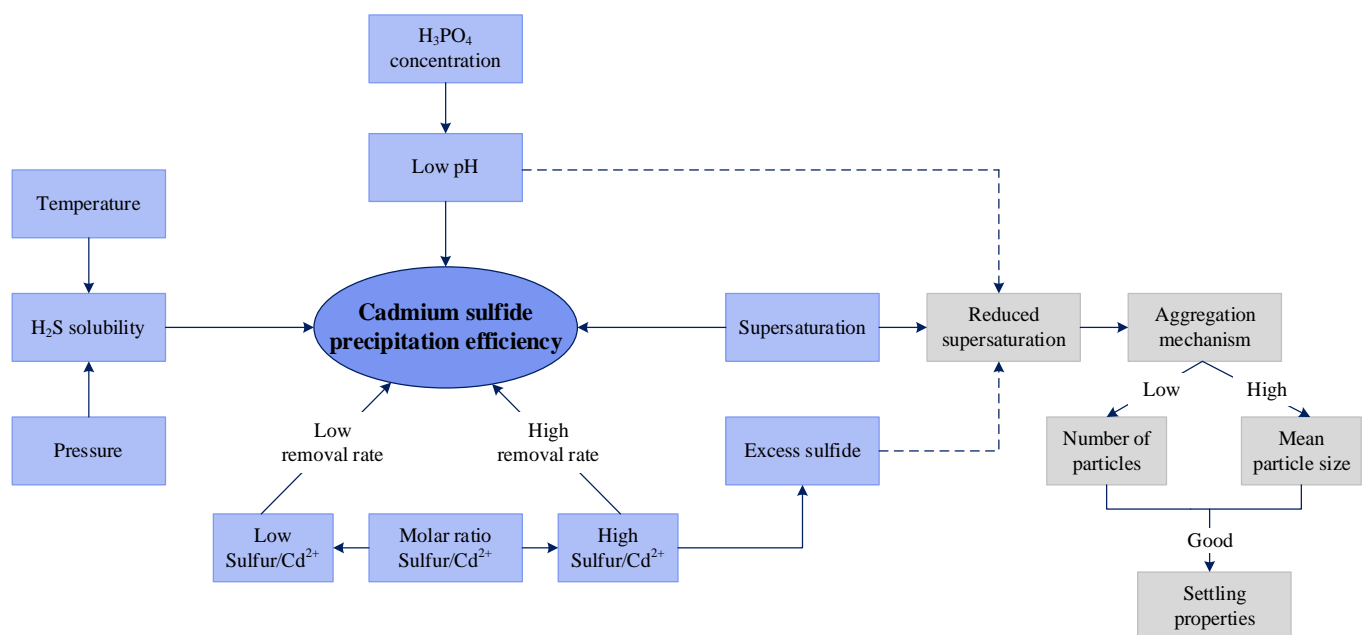 H₃PO₄
concentration
Low pH
Temperature
H₂S solubility
Pressure
Cadmium sulfide
precipitation efficiency
Supersaturation
Reduced
supersaturation
Aggregation
mechanism
Low
High
Low
removal rate
High
removal rate
Excess sulfide
Number of
particles
Mean
particle size
Low
Sulfur/Cd²⁺
Molar ratio
Sulfur/Cd²⁺
High
Sulfur/Cd²⁺
Good
Settling
properties